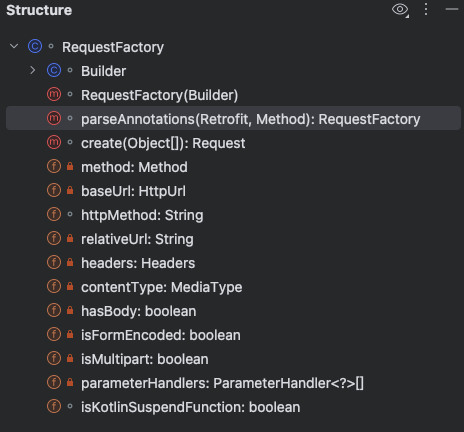 Structure
RequestFactory
Builder
RequestFactory(Builder)
parseAnnotations(Retrofit, Method): RequestFactory
create(Object[]): Request
method: Method
baseUrl: HttpUrl
httpMethod: String
relativeUrl: String
headers: Headers
contentType: MediaType
hasBody: boolean
isFormEncoded: boolean
isMultipart: boolean
parameterHandlers: ParameterHandler<?>[]
isKotlinSuspendFunction: boolean